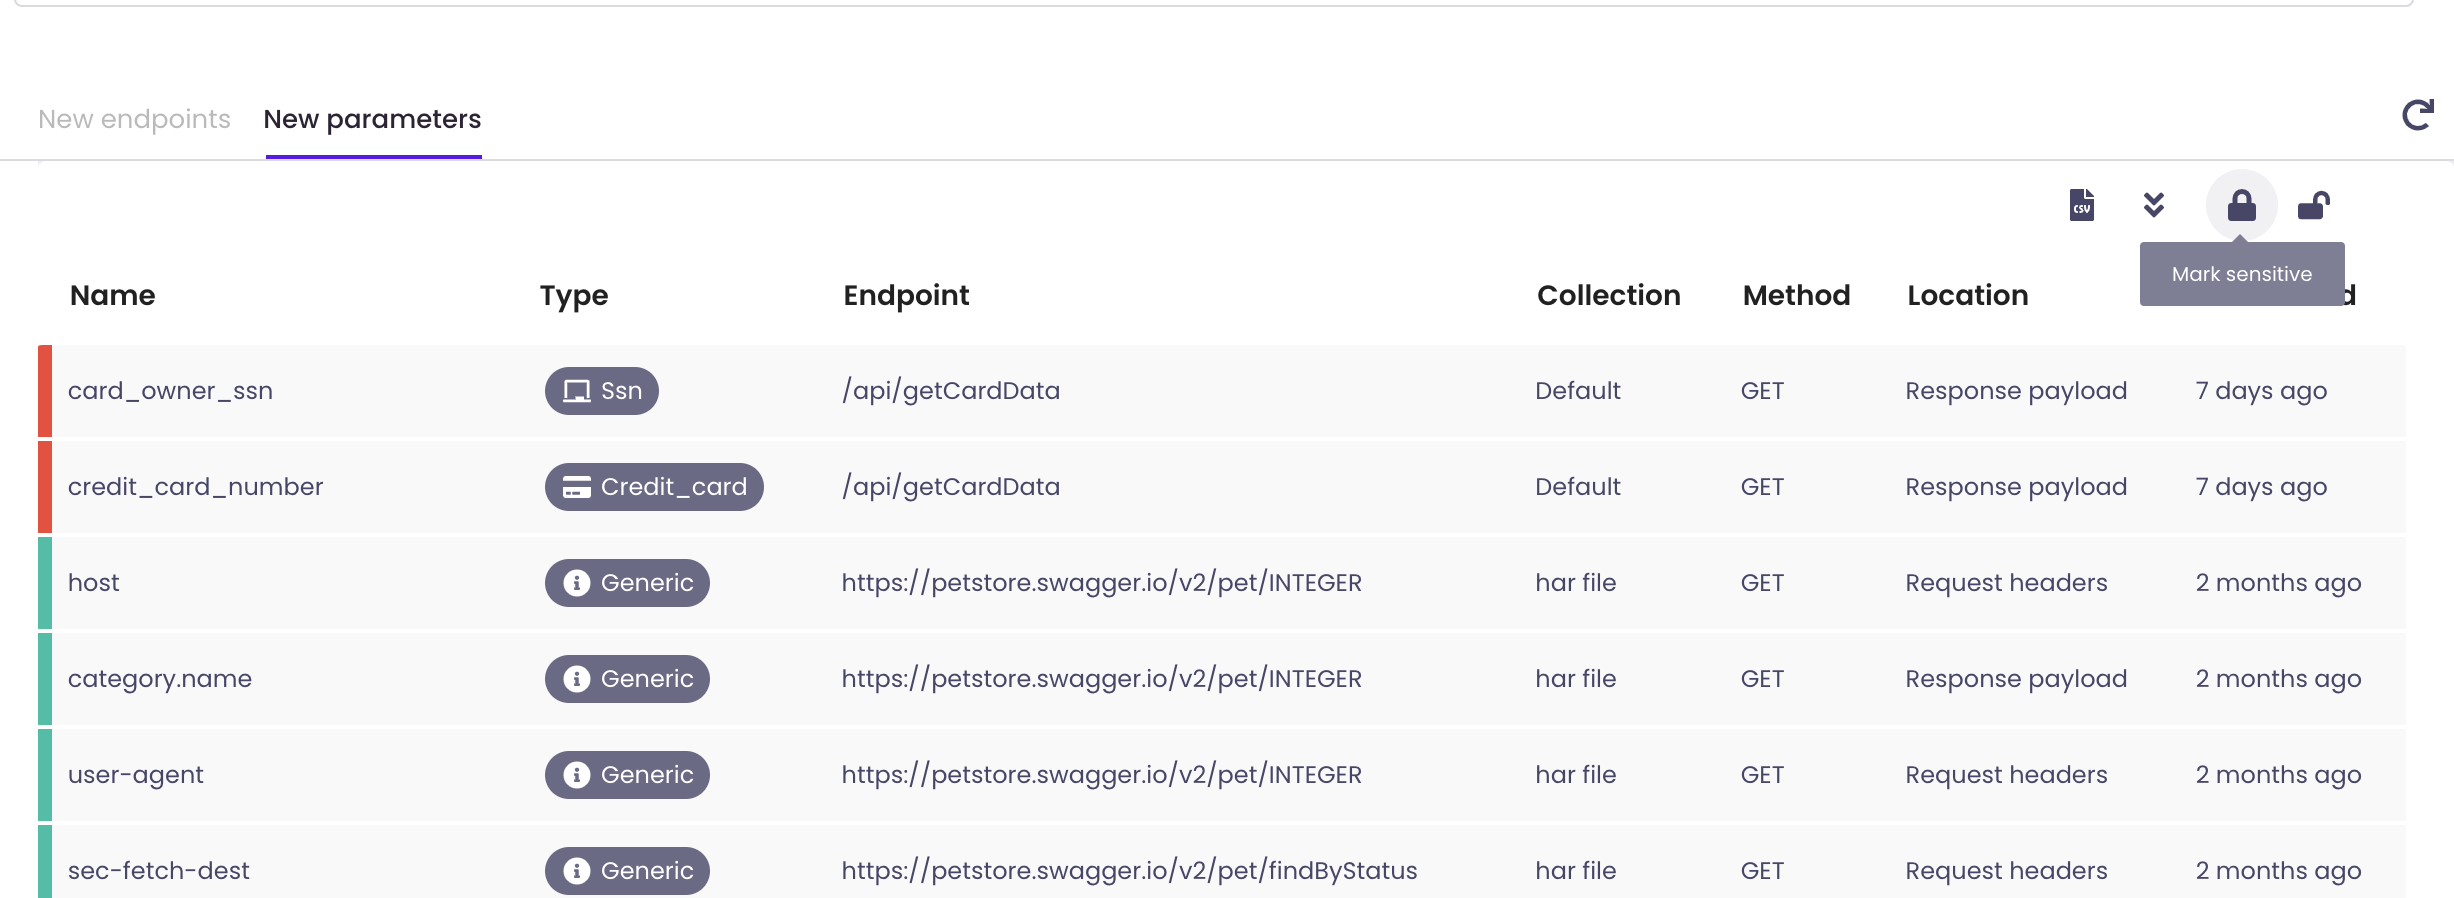 New endpoints New parameters
CSV
Mark sensitive
Name Type Endpoint Collection Method Location
card_owner_ssn Ssn /api/getCardData Default GET Response payload 7 days ago
credit_card_number Credit_card /api/getCardData Default GET Response payload 7 days ago
host Generic https://petstore.swagger.io/v2/pet/INTEGER har file GET Request headers 2 months ago
category.name Generic https://petstore.swagger.io/v2/pet/INTEGER har file GET Response payload 2 months ago
user-agent Generic https://petstore.swagger.io/v2/pet/INTEGER har file GET Request headers 2 months ago
sec-fetch-dest Generic https://petstore.swagger.io/v2/pet/findByStatus har file GET Request headers 2 months ago